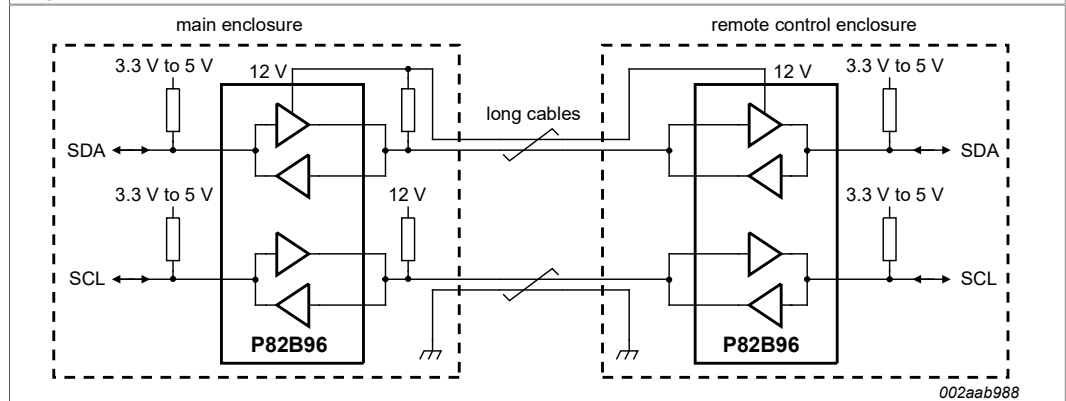 main enclosure
remote control enclosure
3.3 V to 5 V
12 V
long cables
12 V
3.3 V to 5 V
SDA
SDA
3.3 V to 5 V
12 V
3.3 V to 5 V
SCL
SCL
P82B96
P82B96
002aab988